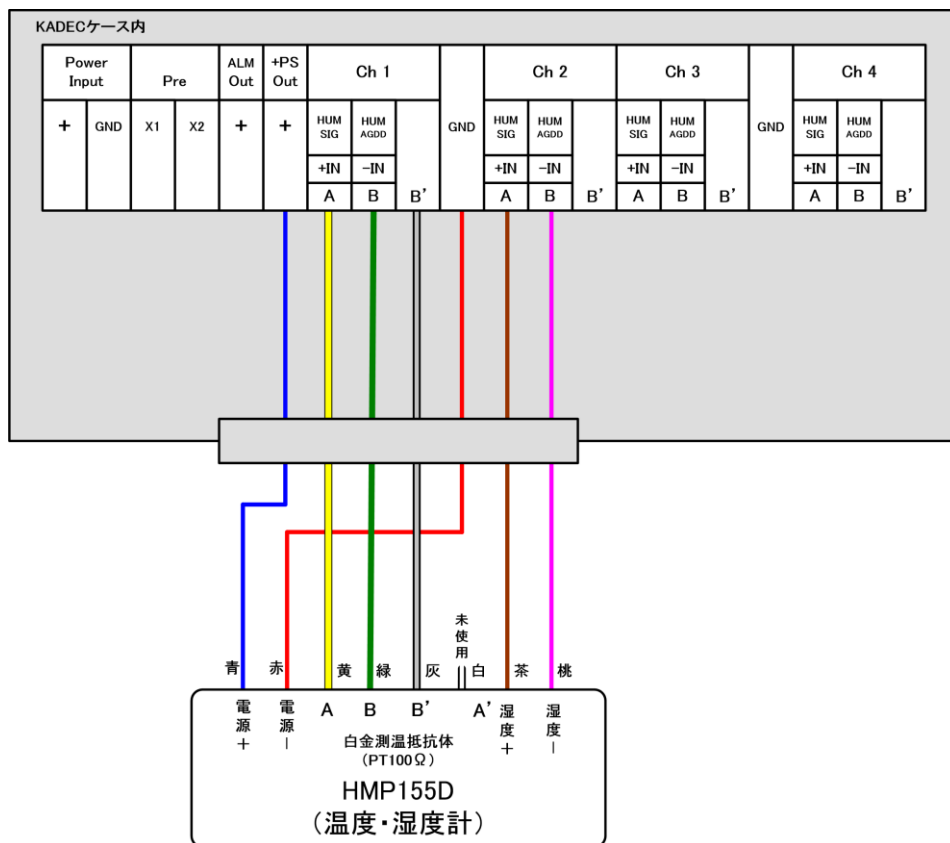 KADECケース内
Power Input
Pre
ALM Out
+PS Out
Ch 1
GND
Ch 2
Ch 3
GND
Ch 4
+
GND
X1
X2
+
+
HUM SIG
HUM AGDD
HUM SIG
HUM AGDD
HUM SIG
HUM AGDD
HUM SIG
HUM AGDD
+IN
-IN
+IN
-IN
+IN
-IN
+IN
-IN
A
B
B'
A
B
B'
A
B
B'
A
B
B'
未使用
青
赤
黄
緑
灰
白
茶
桃
電源+
電源-
A
B
B'
A'
湿度+
湿度-
白金測温抵抗体
(PT100Ω)
HMP155D
(温度・湿度計)